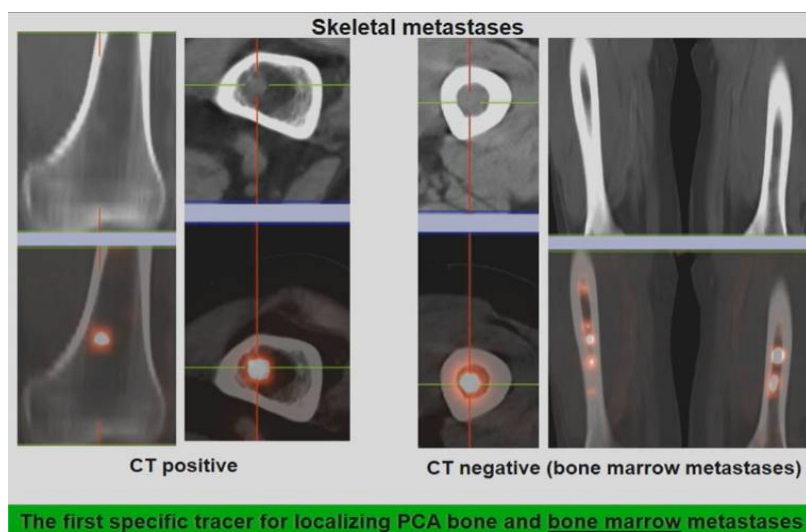 Skeletal metastases
CT positive
CT negative (bone marrow metastases)
The first specific tracer for localizing PCA bone and bone marrow metastases